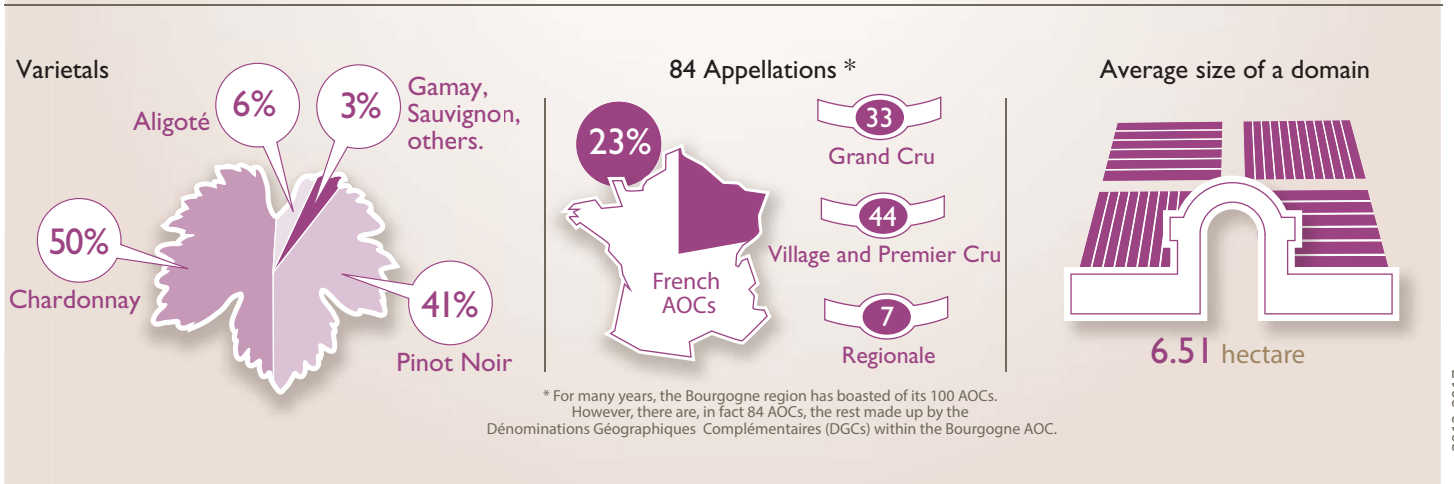 Varietals
6%
Aligoté
3%
Gamay,
Sauvignon,
others.
50%
Chardonnay
41%
Pinot Noir
84 Appellations *
23%
French
AOCs
33
Grand Cru
44
Village and Premier Cru
7
Regionale
* For many years, the Bourgogne region has boasted of its 100 AOCs.
However, there are, in fact 84 AOCs, the rest made up by the
Dénominations Géographiques Complémentaires (DGCs) within the Bourgogne AOC.
Average size of a domain
6.51 hectare